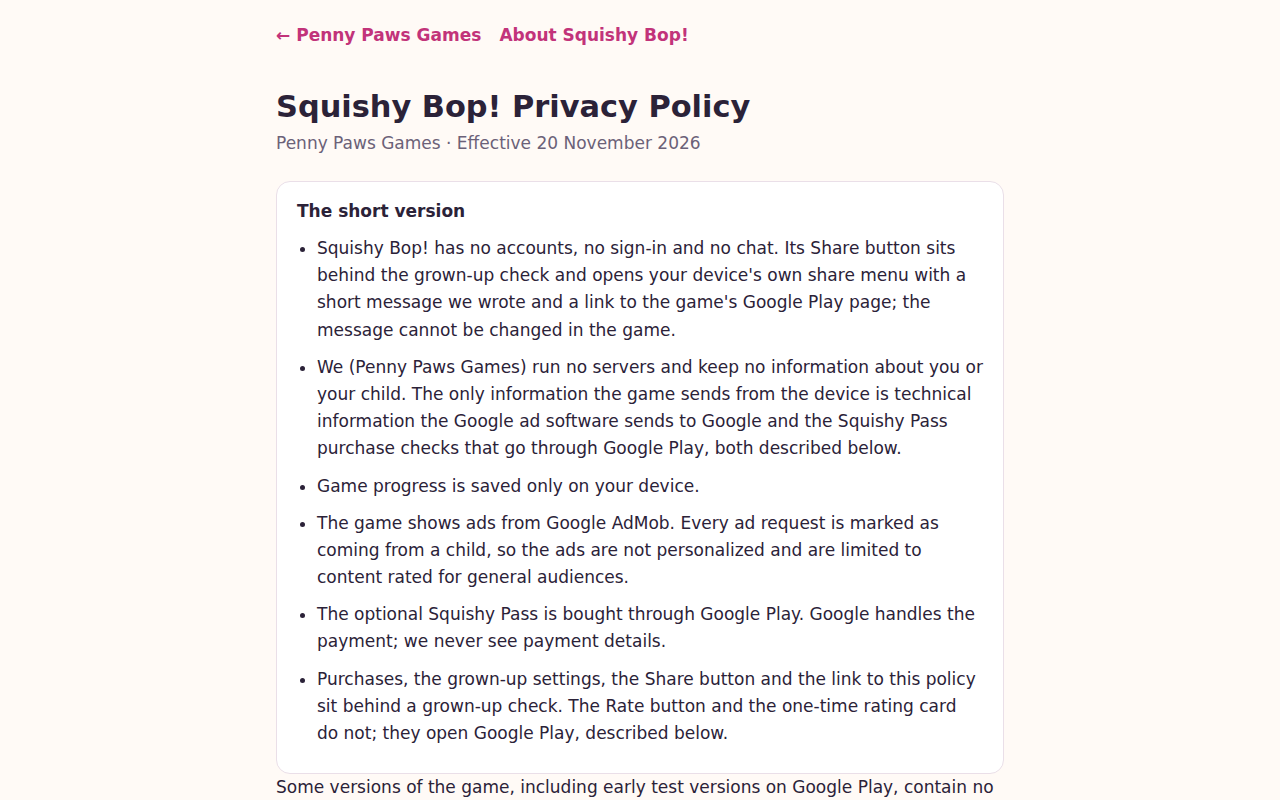 ← Penny Paws Games About Squishy Bop!
Squishy Bop! Privacy Policy
Penny Paws Games · Effective 20 November 2026
The short version
• Squishy Bop! has no accounts, no sign-in and no chat. Its Share button sits
behind the grown-up check and opens your device's own share menu with a
short message we wrote and a link to the game's Google Play page; the
message cannot be changed in the game.
• We (Penny Paws Games) run no servers and keep no information about you or
your child. The only information the game sends from the device is technical
information the Google ad software sends to Google and the Squishy Pass
purchase checks that go through Google Play, both described below.
• Game progress is saved only on your device.
• The game shows ads from Google AdMob. Every ad request is marked as
coming from a child, so the ads are not personalized and are limited to
content rated for general audiences.
• The optional Squishy Pass is bought through Google Play. Google handles the
payment; we never see payment details.
• Purchases, the grown-up settings, the Share button and the link to this policy
sit behind a grown-up check. The Rate button and the one-time rating card
do not; they open Google Play, described below.
Some versions of the game, including early test versions on Google Play, contain no